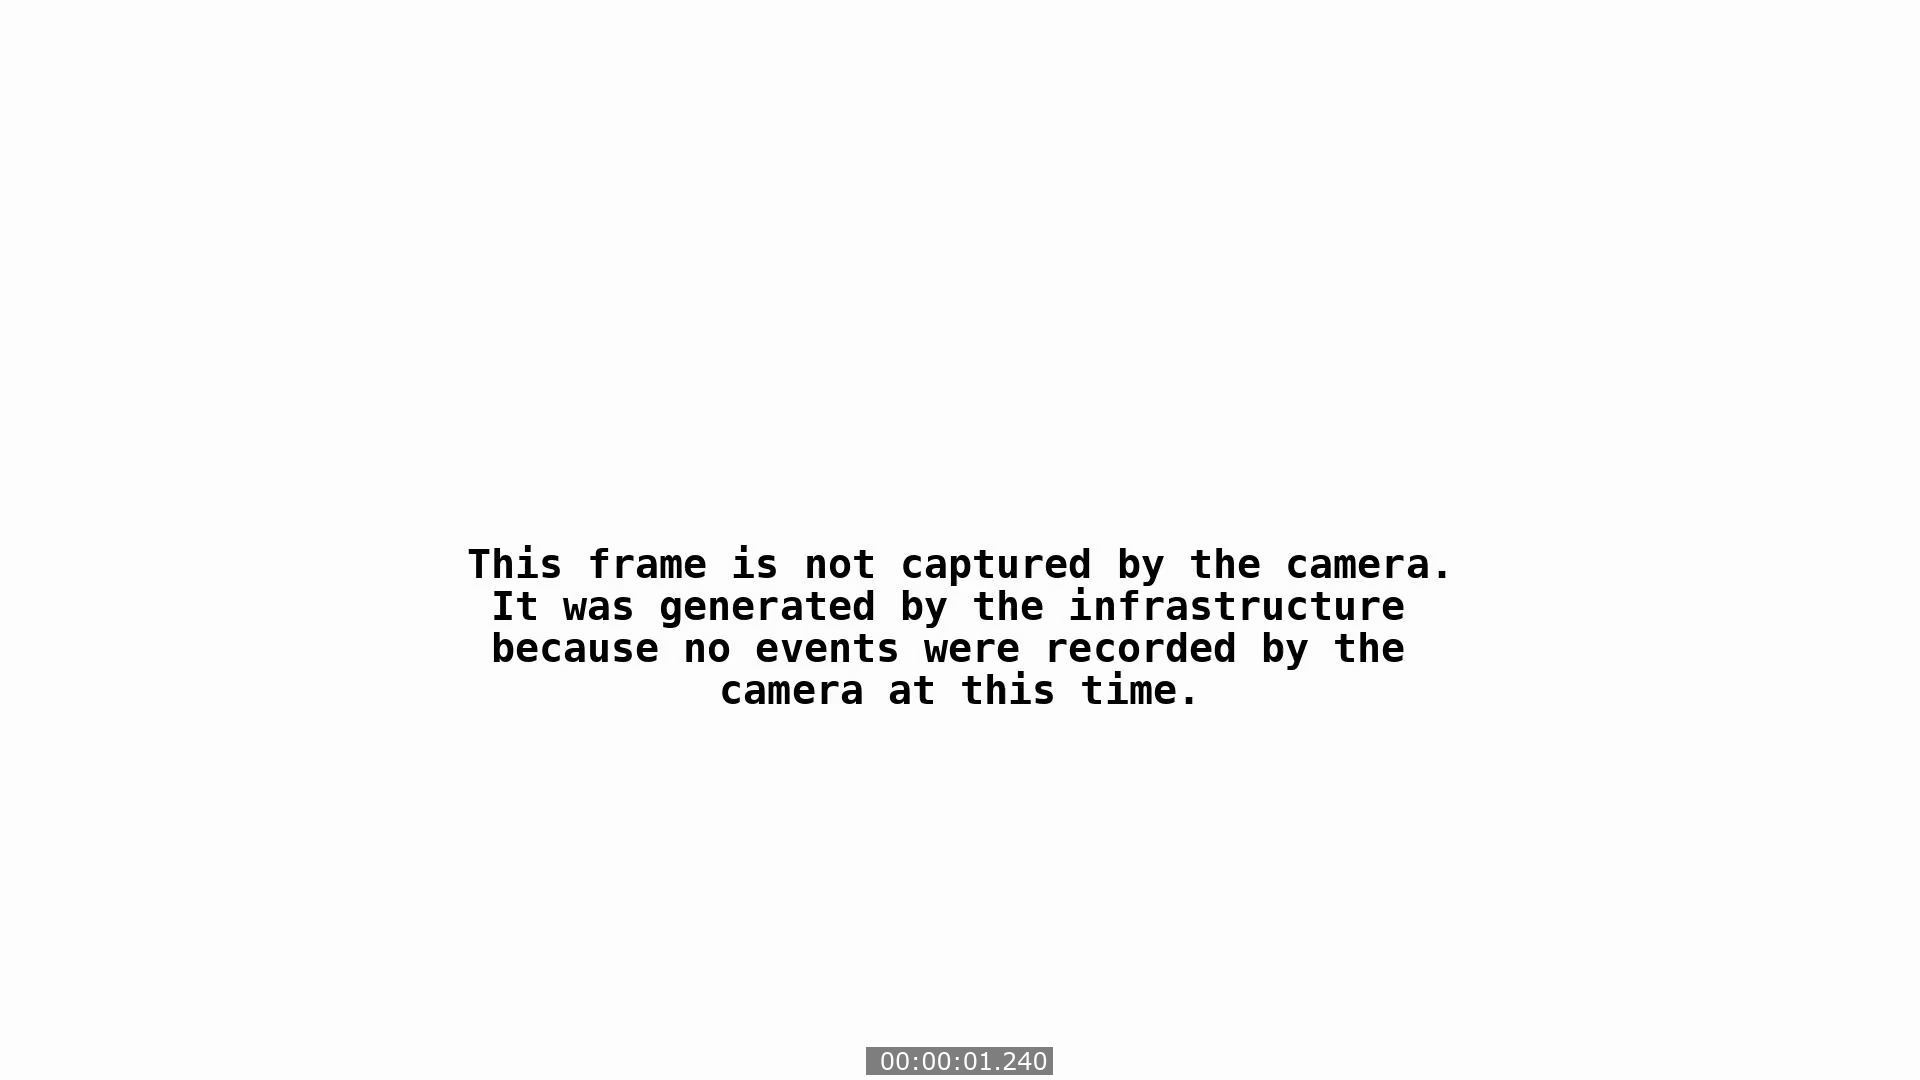 This frame is not captured by the camera.
It was generated by the infrastructure
because no events were recorded by the
camera at this time.
00:00:01.240